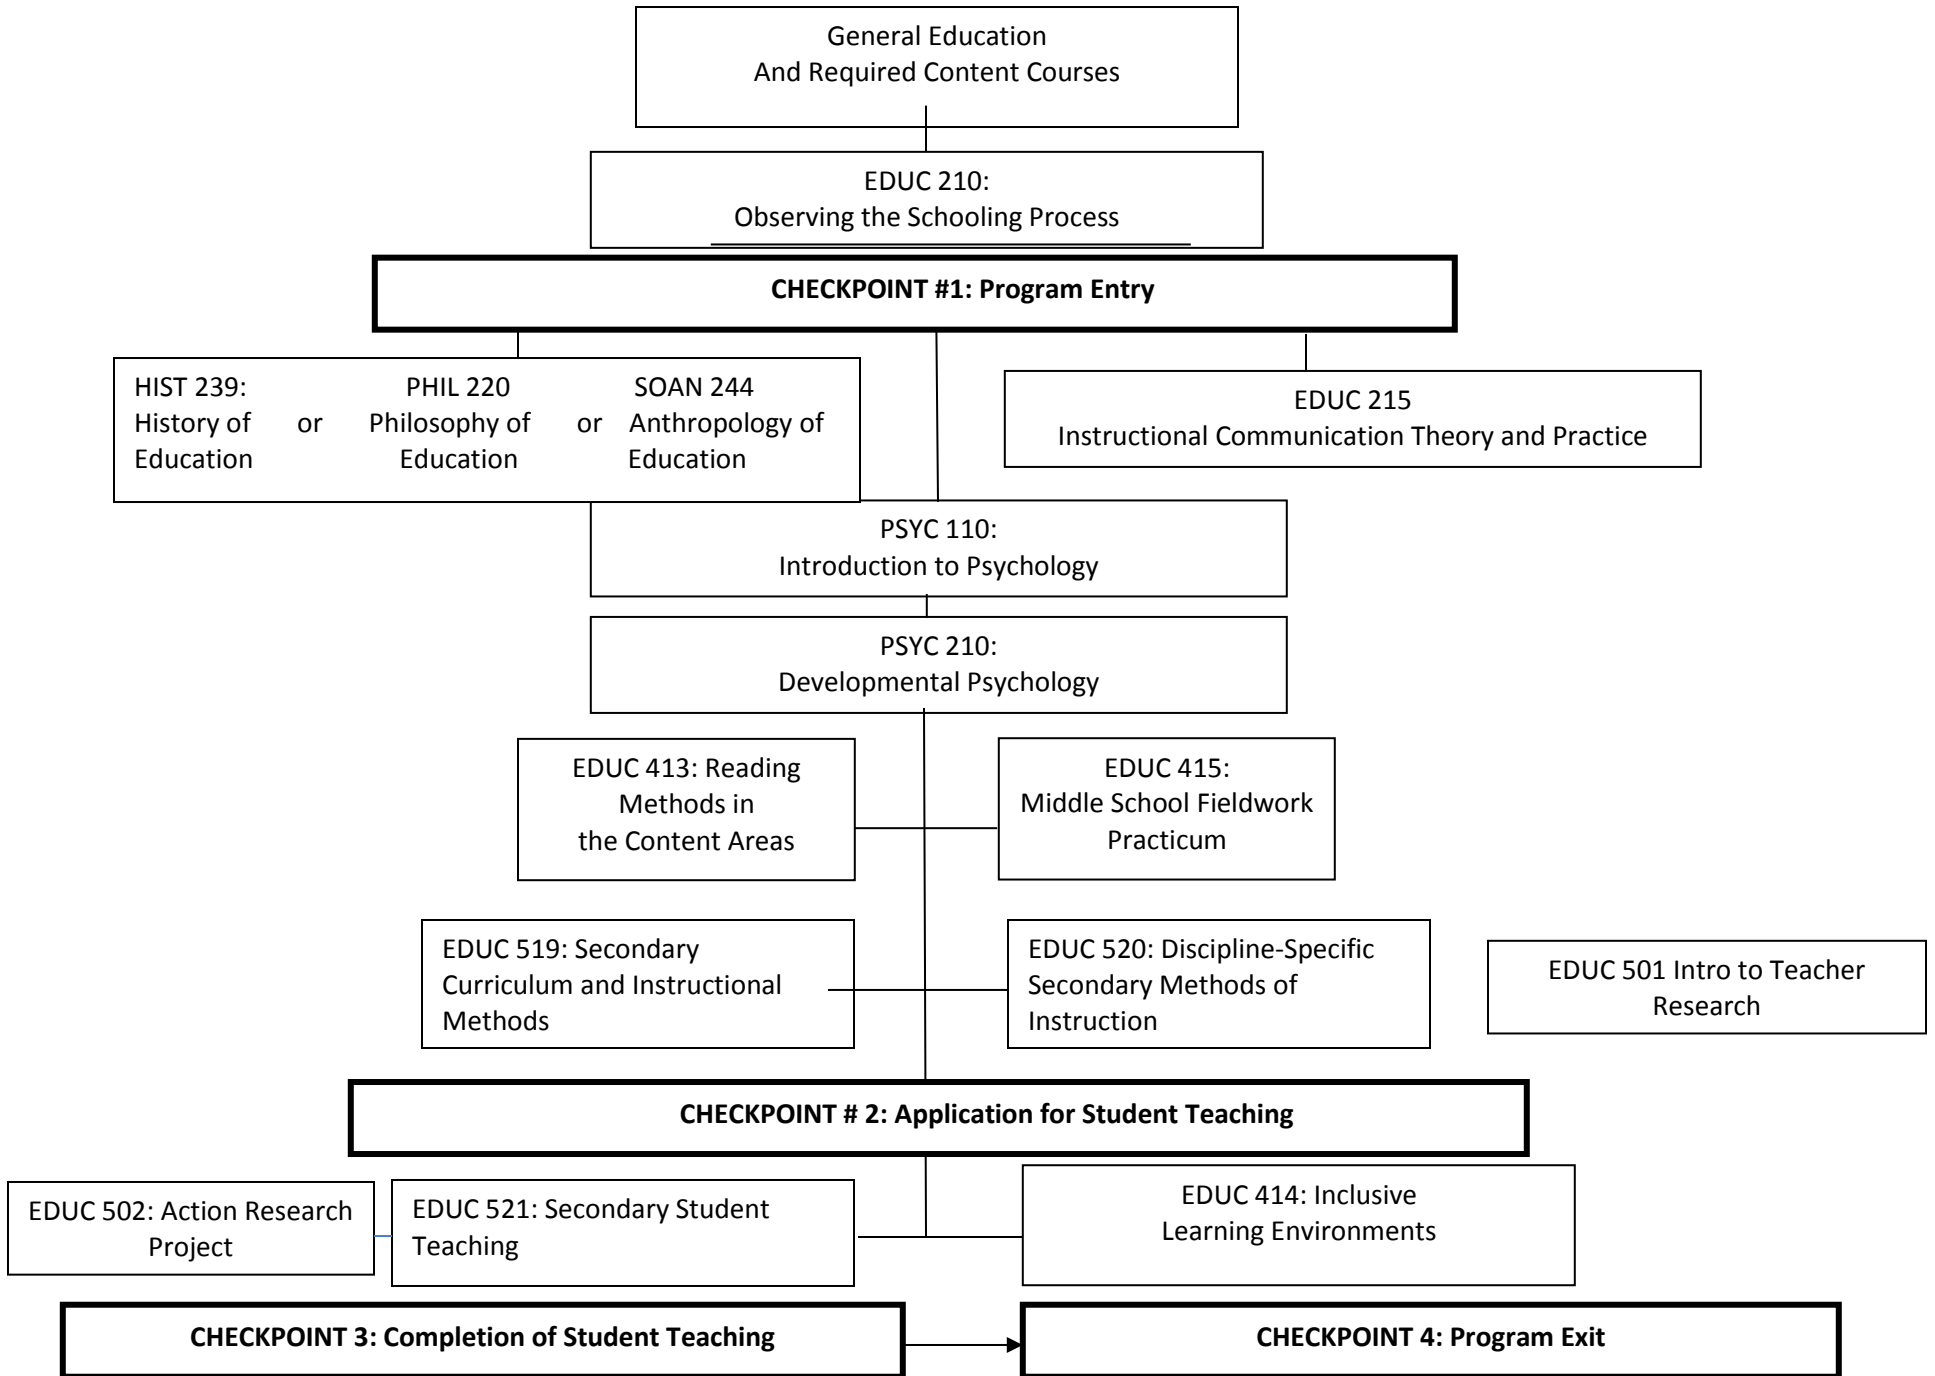 General Education
And Required Content Courses
EDUC 210:
Observing the Schooling Process
CHECKPOINT #1: Program Entry
HIST 239: PHIL 220 SOAN 244
History of or Philosophy of or Anthropology of
Education Education Education
EDUC 215
Instructional Communication Theory and Practice
PSYC 110:
Introduction to Psychology
PSYC 210:
Developmental Psychology
EDUC 413: Reading
Methods in
the Content Areas
EDUC 415:
Middle School Fieldwork
Practicum
EDUC 519: Secondary
Curriculum and Instructional
Methods
EDUC 520: Discipline-Specific
Secondary Methods of
Instruction
EDUC 501 Intro to Teacher
Research
CHECKPOINT # 2: Application for Student Teaching
EDUC 502: Action Research
Project
EDUC 521: Secondary Student
Teaching
EDUC 414: Inclusive
Learning Environments
CHECKPOINT 3: Completion of Student Teaching
CHECKPOINT 4: Program Exit